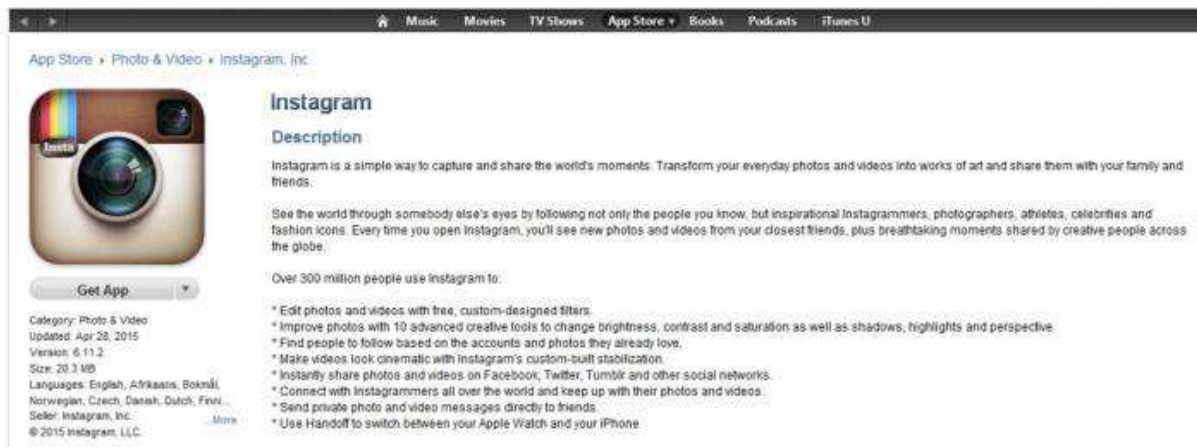 Music Movies TV Shows App Store Books Podcasts iTunes U
App Store Photo & Video Instagram, Inc.
Insta
Get App
Category: Photo & Video
Updated: Apr 28, 2015
Version: 6.11.2
Size: 20.3 MB
Languages: English, Afrikaans, Bokmål,
Norwegian, Czech, Danish, Dutch, Finni...
Seller: Instagram, Inc.
...More
© 2015 Instagram, LLC.
Instagram
Description
Instagram is a simple way to capture and share the world's moments. Transform your everyday photos and videos into works of art and share them with your family and
friends.
See the world through somebody else's eyes by following not only the people you know, but inspirational Instagrammers, photographers, athletes, celebrities and
fashion icons. Every time you open Instagram, you'll see new photos and videos from your closest friends, plus breathtaking moments shared by creative people across
the globe.
Over 300 million people use Instagram to:
* Edit photos and videos with free, custom-designed filters.
* Improve photos with 10 advanced creative tools to change brightness, contrast and saturation as well as shadows, highlights and perspective.
* Find people to follow based on the accounts and photos they already love.
* Make videos look cinematic with Instagram's custom-built stabilization.
* Instantly share photos and videos on Facebook, Twitter, Tumblr and other social networks.
* Connect with Instagrammers all over the world and keep up with their photos and videos.
* Send private photo and video messages directly to friends.
* Use Handoff to switch between your Apple Watch and your iPhone